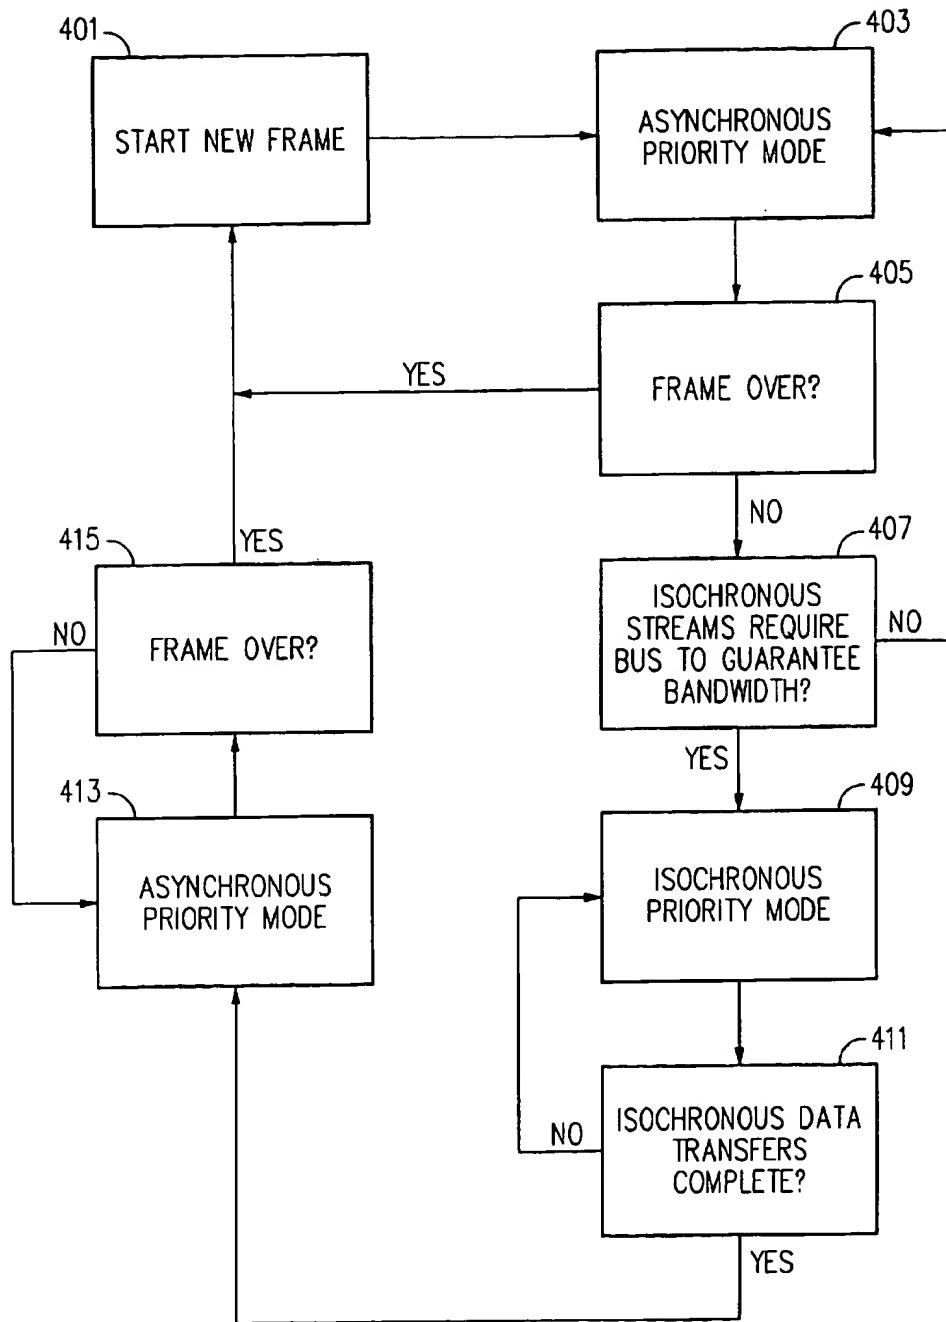 401
START NEW FRAME
403
ASYNCHRONOUS
PRIORITY MODE
405
FRAME OVER?
YES
NO
407
ISOCHRONOUS
STREAMS REQUIRE
BUS TO GUARANTEE
BANDWIDTH?
NO
YES
409
ISOCHRONOUS
PRIORITY MODE
411
ISOCHRONOUS DATA
TRANSFERS
COMPLETE?
NO
YES
413
ASYNCHRONOUS
PRIORITY MODE
415
FRAME OVER?
NO
YES